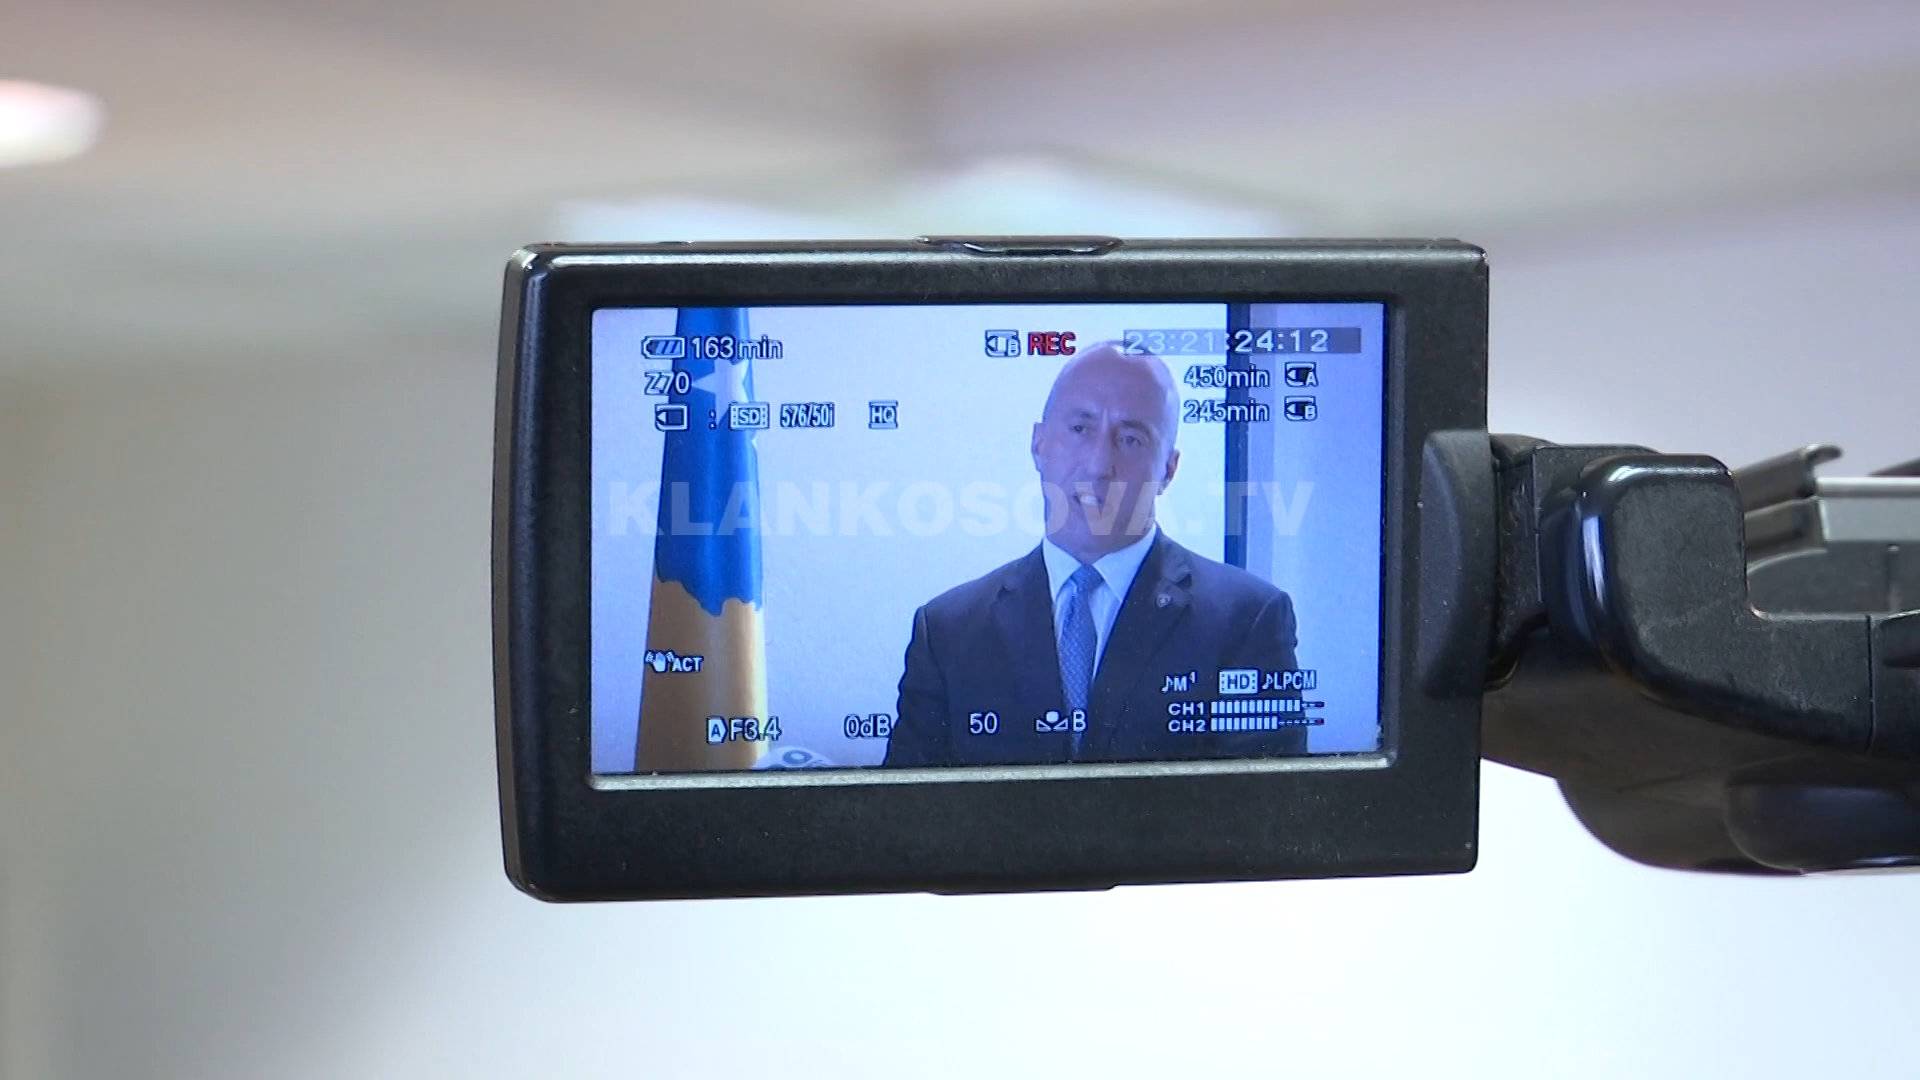 163min
REC
23:21:24:12
Z70
450min A
: SD 576/50i HQ
245min B
KLANKOSOVA.TV
ACT
♪M⁴ HD ♪LPCM
CH1
CH2
A F3.4 0dB 50 B